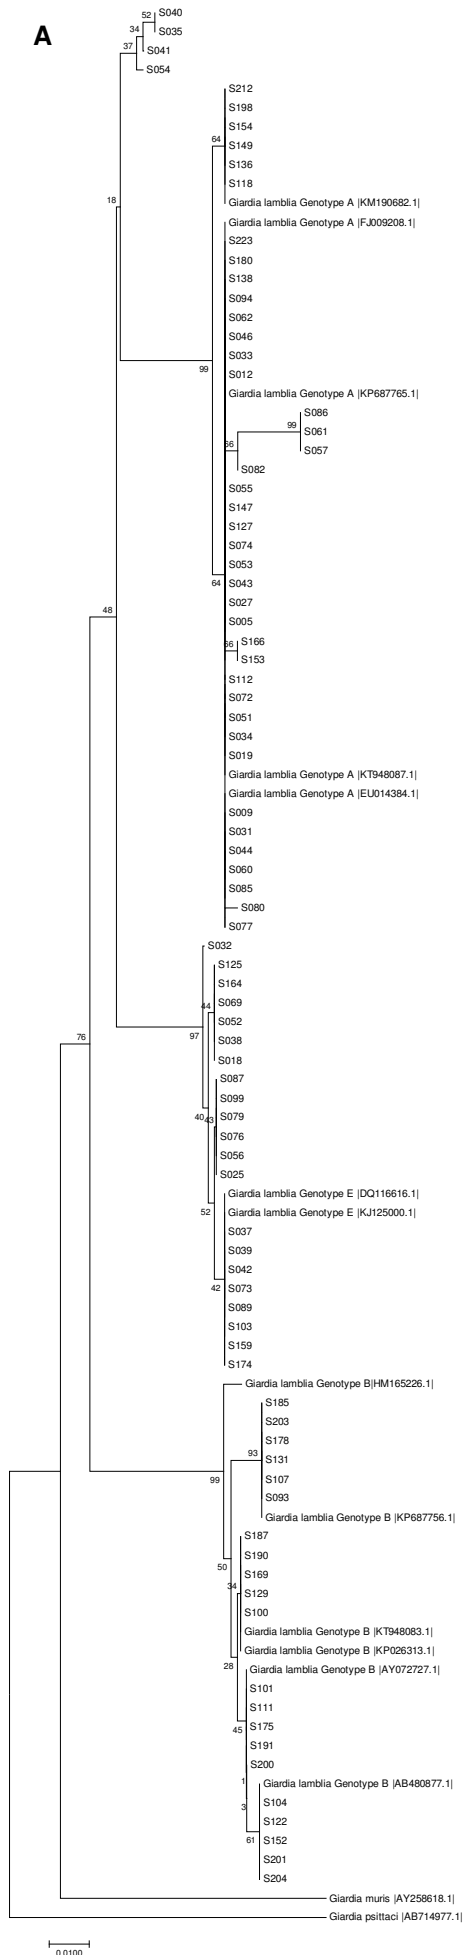 A
52
S040
S035
34
S041
37
S054
S212
S198
S154
64
S149
S136
S118
18
Giardia lamblia Genotype A |KM190682.1|
Giardia lamblia Genotype A |FJ009208.1|
S223
S180
S138
S094
S062
S046
S033
99
S012
Giardia lamblia Genotype A |KP687765.1|
S086
99
S061
66
S057
S082
S055
S147
S127
S074
S053
64
S043
S027
48
S005
66
S166
S153
S112
S072
S051
S034
S019
Giardia lamblia Genotype A |KT948087.1|
Giardia lamblia Genotype A |EU014384.1|
S009
S031
S044
S060
S085
S080
S077
S032
S125
S164
44
S069
S052
97
S038
76
S018
S087
S099
40
43
S079
S076
S056
S025
Giardia lamblia Genotype E |DQ116616.1|
52
Giardia lamblia Genotype E |KJ125000.1|
S037
S039
S042
42
S073
S089
S103
S159
S174
Giardia lamblia Genotype B|HM165226.1|
S185
S203
S178
93
S131
99
S107
S093
Giardia lamblia Genotype B |KP687756.1|
S187
S190
50
S169
34
S129
S100
Giardia lamblia Genotype B |KT948083.1|
Giardia lamblia Genotype B |KP026313.1|
28
Giardia lamblia Genotype B |AY072727.1|
S101
S111
45
S175
S191
S200
1
Giardia lamblia Genotype B |AB480877.1|
3
S104
S122
61
S152
S201
S204
Giardia muris |AY258618.1|
Giardia psittaci |AB714977.1|
0.0100